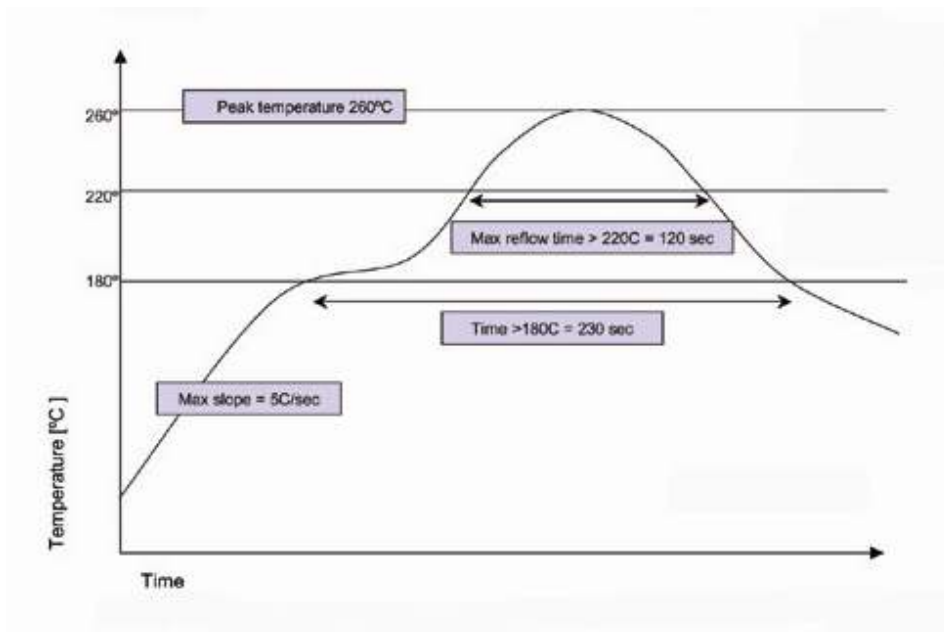 Peak temperature 260ºC
260º
220º
Max reflow time > 220C = 120 sec
180º
Time >180C = 230 sec
Max slope = 5C/sec
Temperature [ºC ]
Time